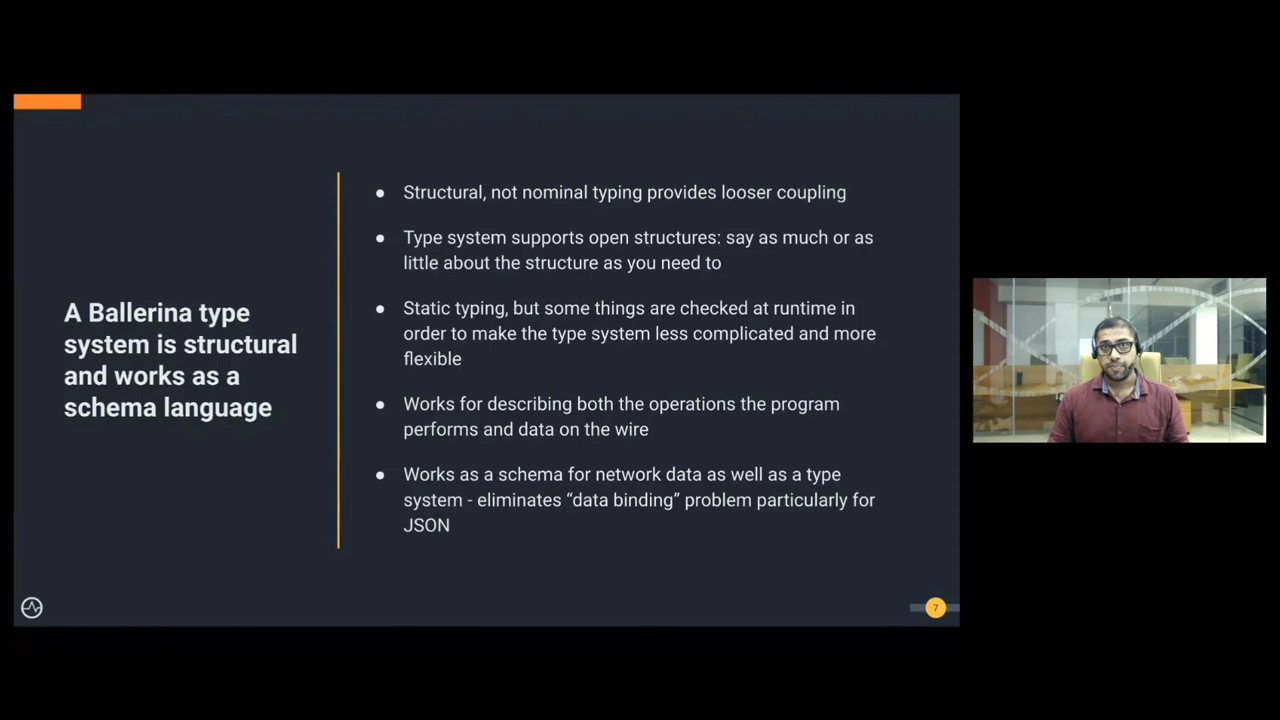 A Ballerina type
system is structural
and works as a
schema language
● Structural, not nominal typing provides looser coupling
● Type system supports open structures: say as much or as
little about the structure as you need to
● Static typing, but some things are checked at runtime in
order to make the type system less complicated and more
flexible
● Works for describing both the operations the program
performs and data on the wire
● Works as a schema for network data as well as a type
system - eliminates “data binding” problem particularly for
JSON
7